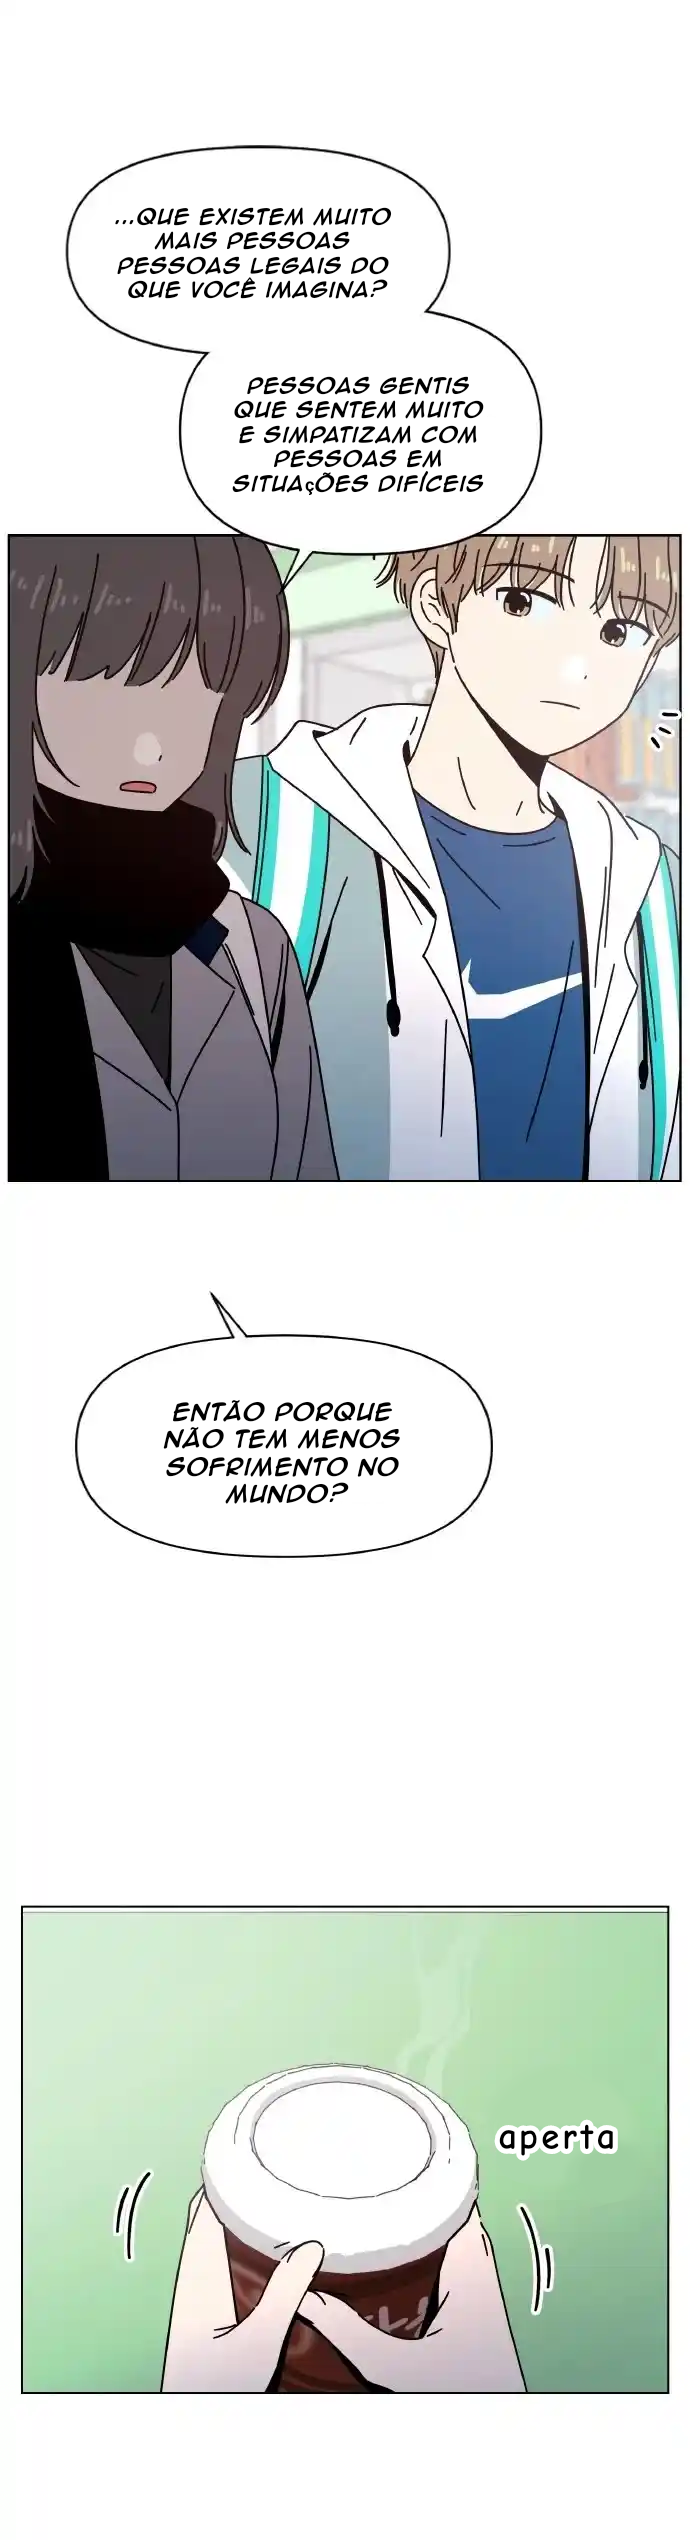 ...QUE EXISTEM MUITO
MAIS PESSOAS
PESSOAS LEGAIS DO
QUE VOCÊ IMAGINA?
PESSOAS GENTIS
QUE SENTEM MUITO
E SIMPATIZAM COM
PESSOAS EM
SITUAÇÕES DIFÍCEIS
ENTÃO PORQUE
NÃO TEM MENOS
SOFRIMENTO NO
MUNDO?
aperta